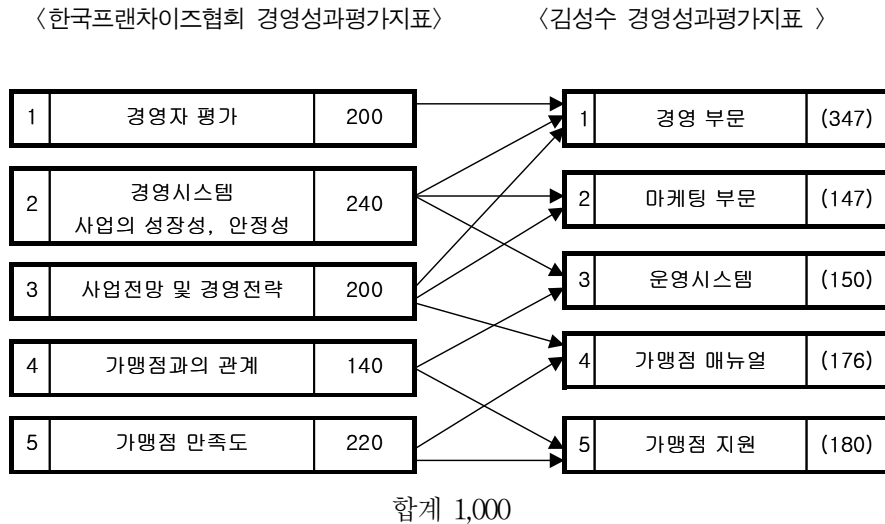 〈한국프랜차이즈협회 경영성과평가지표〉
〈김성수 경영성과평가지표 〉
1 경영자 평가 200
1 경영 부문 (347)
2 경영시스템
사업의 성장성, 안정성 240
2 마케팅 부문 (147)
3 사업전망 및 경영전략 200
3 운영시스템 (150)
4 가맹점과의 관계 140
4 가맹점 매뉴얼 (176)
5 가맹점 만족도 220
5 가맹점 지원 (180)
합계 1,000